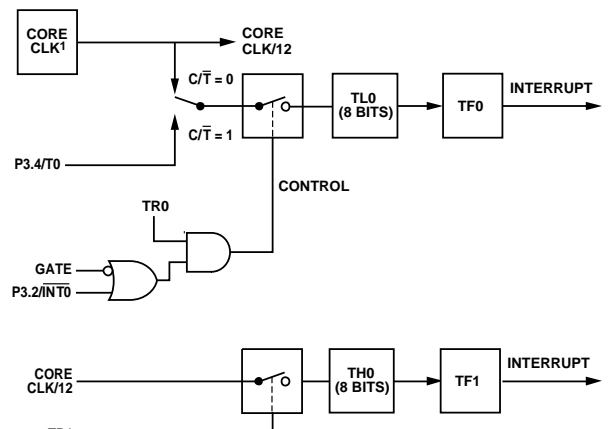 CORE
CLK1
CORE
CLK/12
C/T̅ = 0
TL0
(8 BITS)
TF0
INTERRUPT
C/T̅ = 1
P3.4/T0
CONTROL
TR0
GATE
P3.2/I̅N̅T̅0̅
CORE
CLK/12
TH0
(8 BITS)
TF1
INTERRUPT